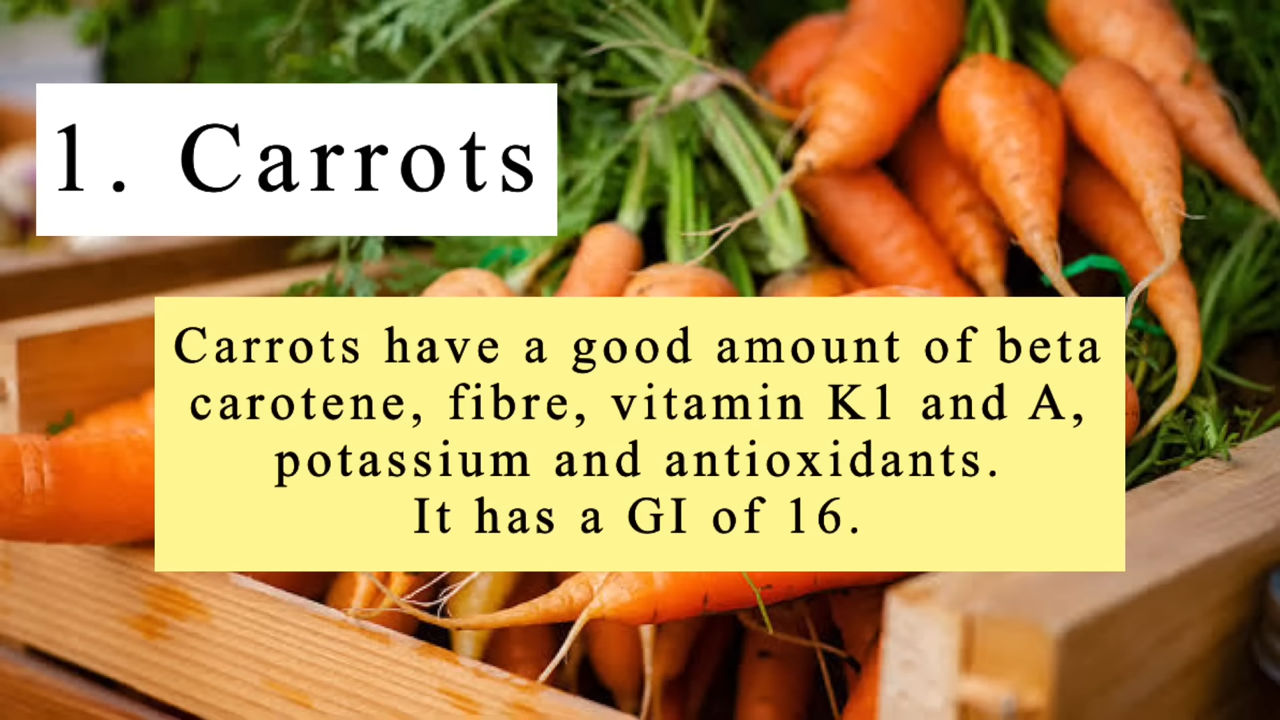 1. Carrots
Carrots have a good amount of beta
carotene, fibre, vitamin K1 and A,
potassium and antioxidants.
It has a GI of 16.